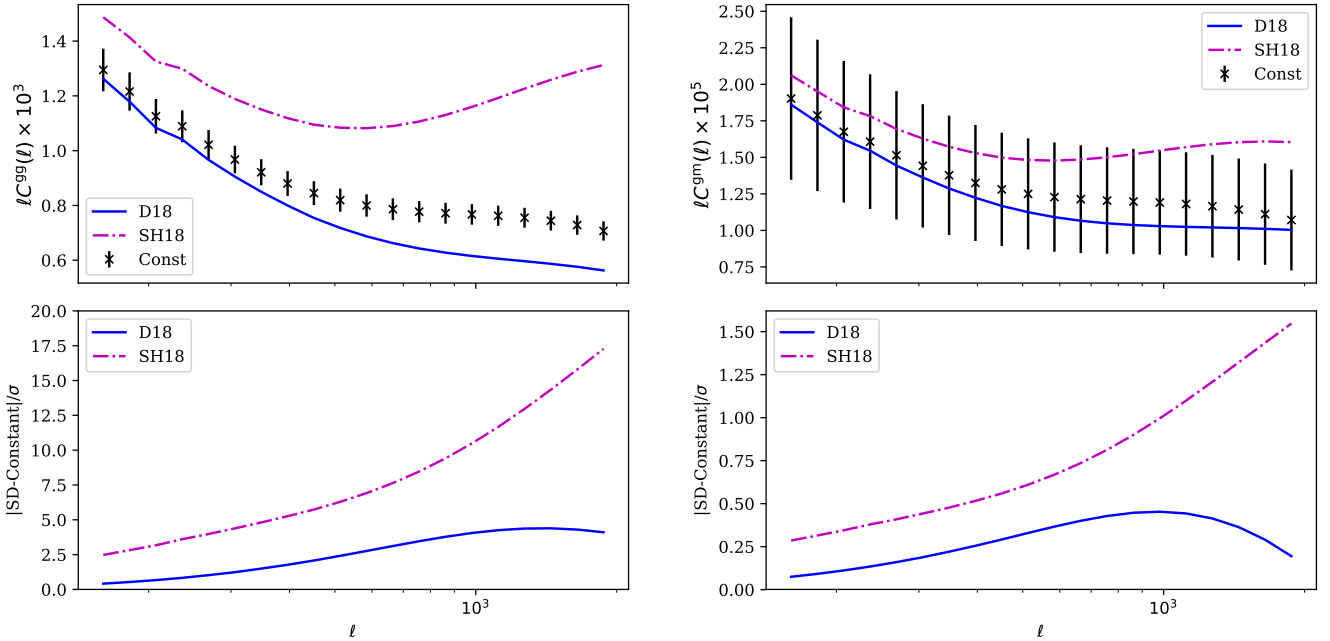 ℓC^gg(ℓ) × 10^3
1.4
1.2
1.0
0.8
0.6
D18
SH18
Const
ℓC^gm(ℓ) × 10^5
2.50
2.25
2.00
1.75
1.50
1.25
1.00
0.75
D18
SH18
Const
|SD-Constant|/σ
20.0
17.5
15.0
12.5
10.0
7.5
5.0
2.5
0.0
D18
SH18
10^3
ℓ
|SD-Constant|/σ
1.50
1.25
1.00
0.75
0.50
0.25
0.00
D18
SH18
10^3
ℓ